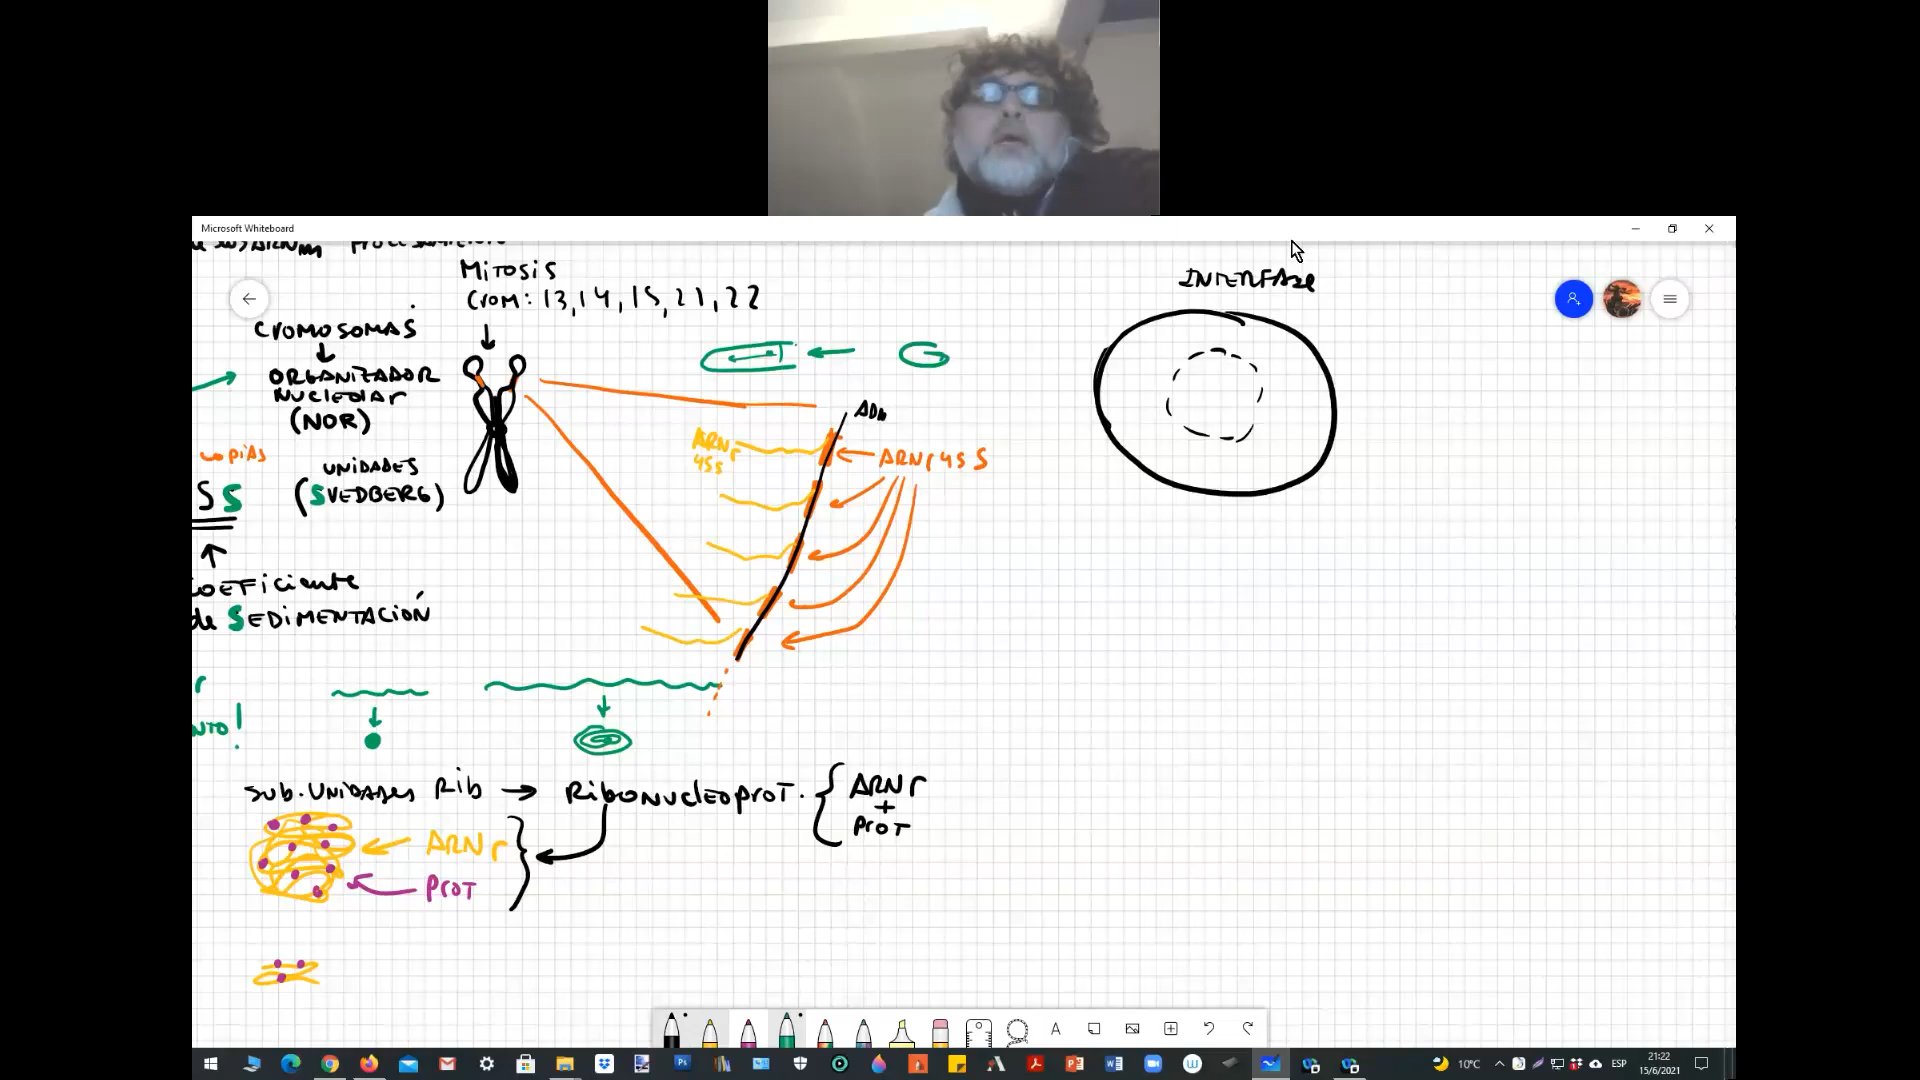 Microsoft Whiteboard
MITOSIS
CROM: 13, 14, 15, 21, 22
CROMOSOMAS
ORGANIZADOR
NUCLEOLAR
(NOR)
copias
UNIDADES
(SVEDBERG)
SS
COEFiciente
de SEDIMENTACIÓN
ADN
ARNr
45s
ARNr 45 S
INTERFASE
r
NTO!
SUB.UNIDADES Rib → RiboNucleoproT. { ARNr
+
PROT
ARNr
PROT
A
10°C
ESP
21:22
15/6/2021